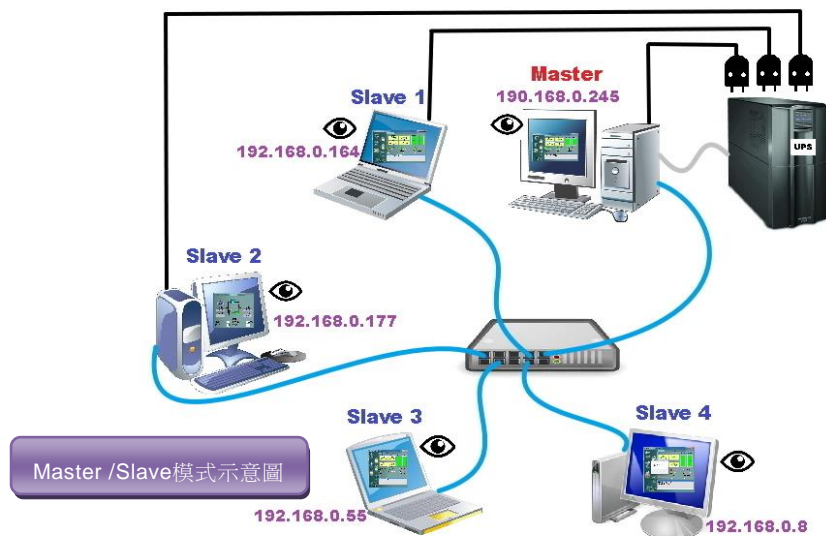 Master
190.168.0.245
Slave 1
192.168.0.164
UPS
Slave 2
192.168.0.177
Slave 3
192.168.0.55
Slave 4
192.168.0.8
Master /Slave模式示意圖